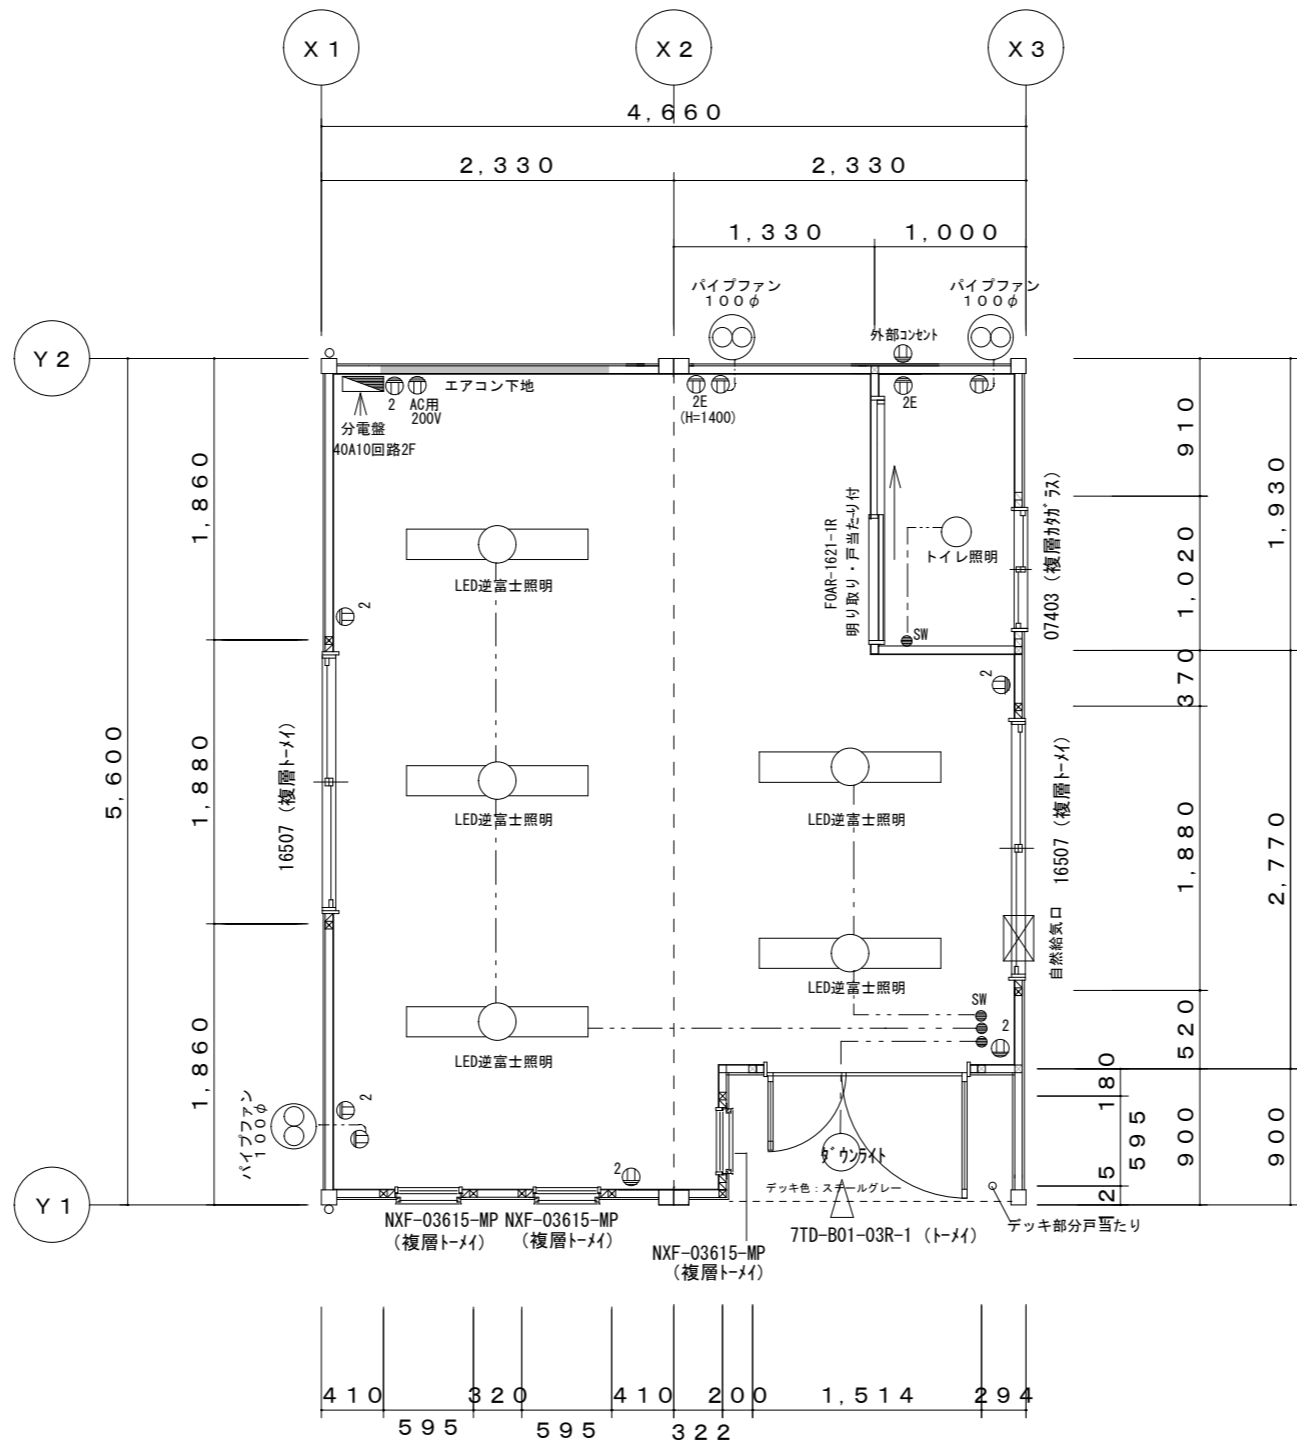 X1
X2
X3
4,660
2,330
2,330
1,330
1,000
パイプファン
100φ
パイプファン
100φ
外部コンセント
Y2
2
AC用
200V
エアコン下地
分電盤
40A10回路2F
2E
(H=1400)
2E
910
1,930
1,860
FOAR-1621-1R
明り取り・戸当たり付
トイレ照明
07403 (複層カタガラス)
1,020
LED逆富士照明
2
SW
2
370
5,600
1,880
16507 (複層トーメイ)
LED逆富士照明
LED逆富士照明
16507 (複層トーメイ)
1,880
2,770
自然給気口
LED逆富士照明
SW
2
520
LED逆富士照明
1,860
180
パイプファン
100φ
2
595
900
900
ダウンライト
2
デッキ色：スチールグレー
125
Y1
NXF-03615-MP
(複層トーメイ)
NXF-03615-MP
(複層トーメイ)
NXF-03615-MP
(複層トーメイ)
7TD-B01-03R-1 (トーメイ)
デッキ部分戸当たり
410
320
410
200
1,514
294
595
595
322